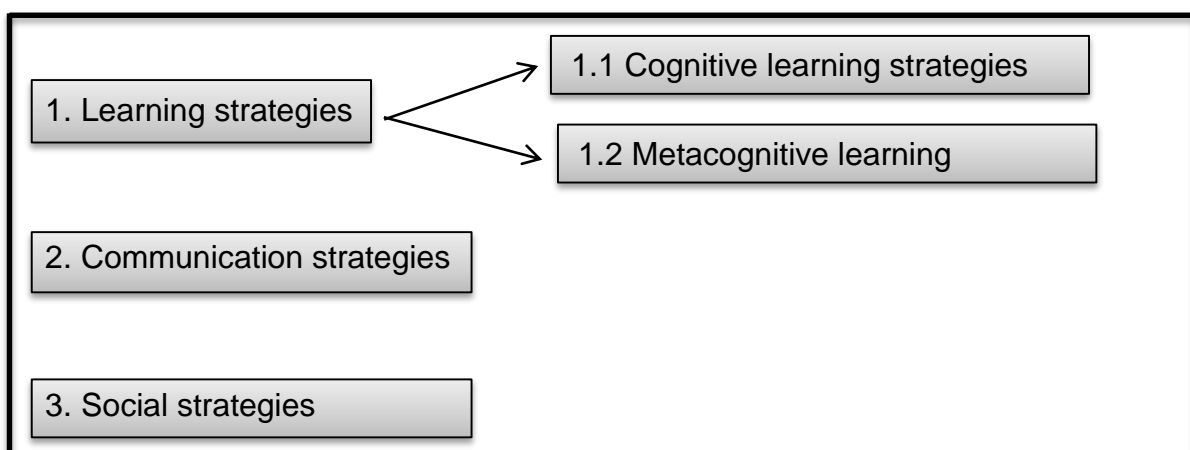 1. Learning strategies
1.1 Cognitive learning strategies
1.2 Metacognitive learning
2. Communication strategies
3. Social strategies